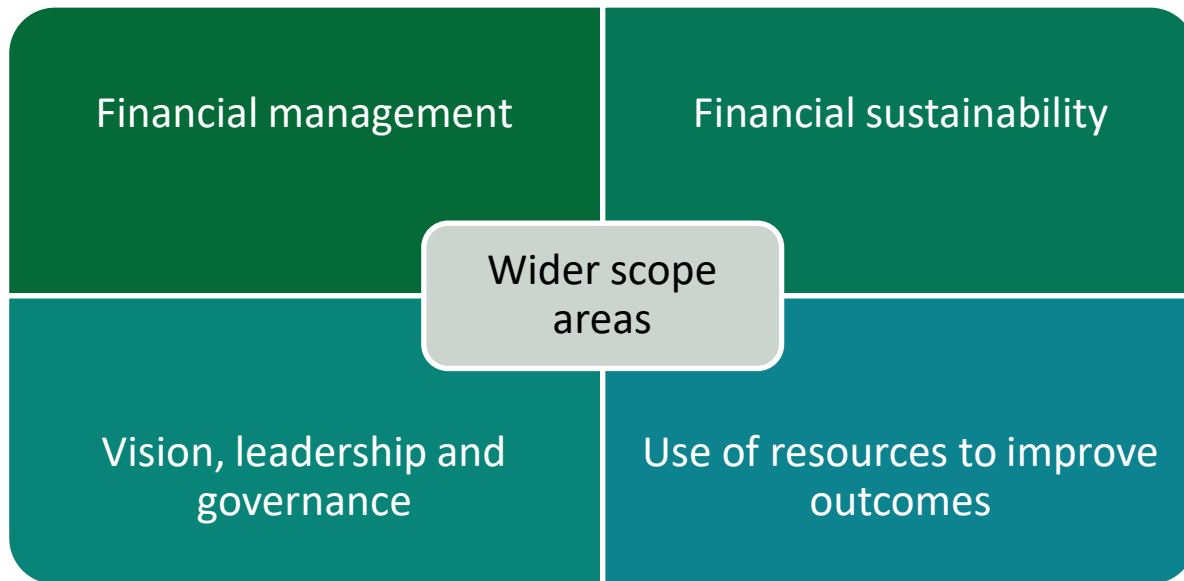 Financial management
Financial sustainability
Wider scope
areas
Vision, leadership and
governance
Use of resources to improve
outcomes